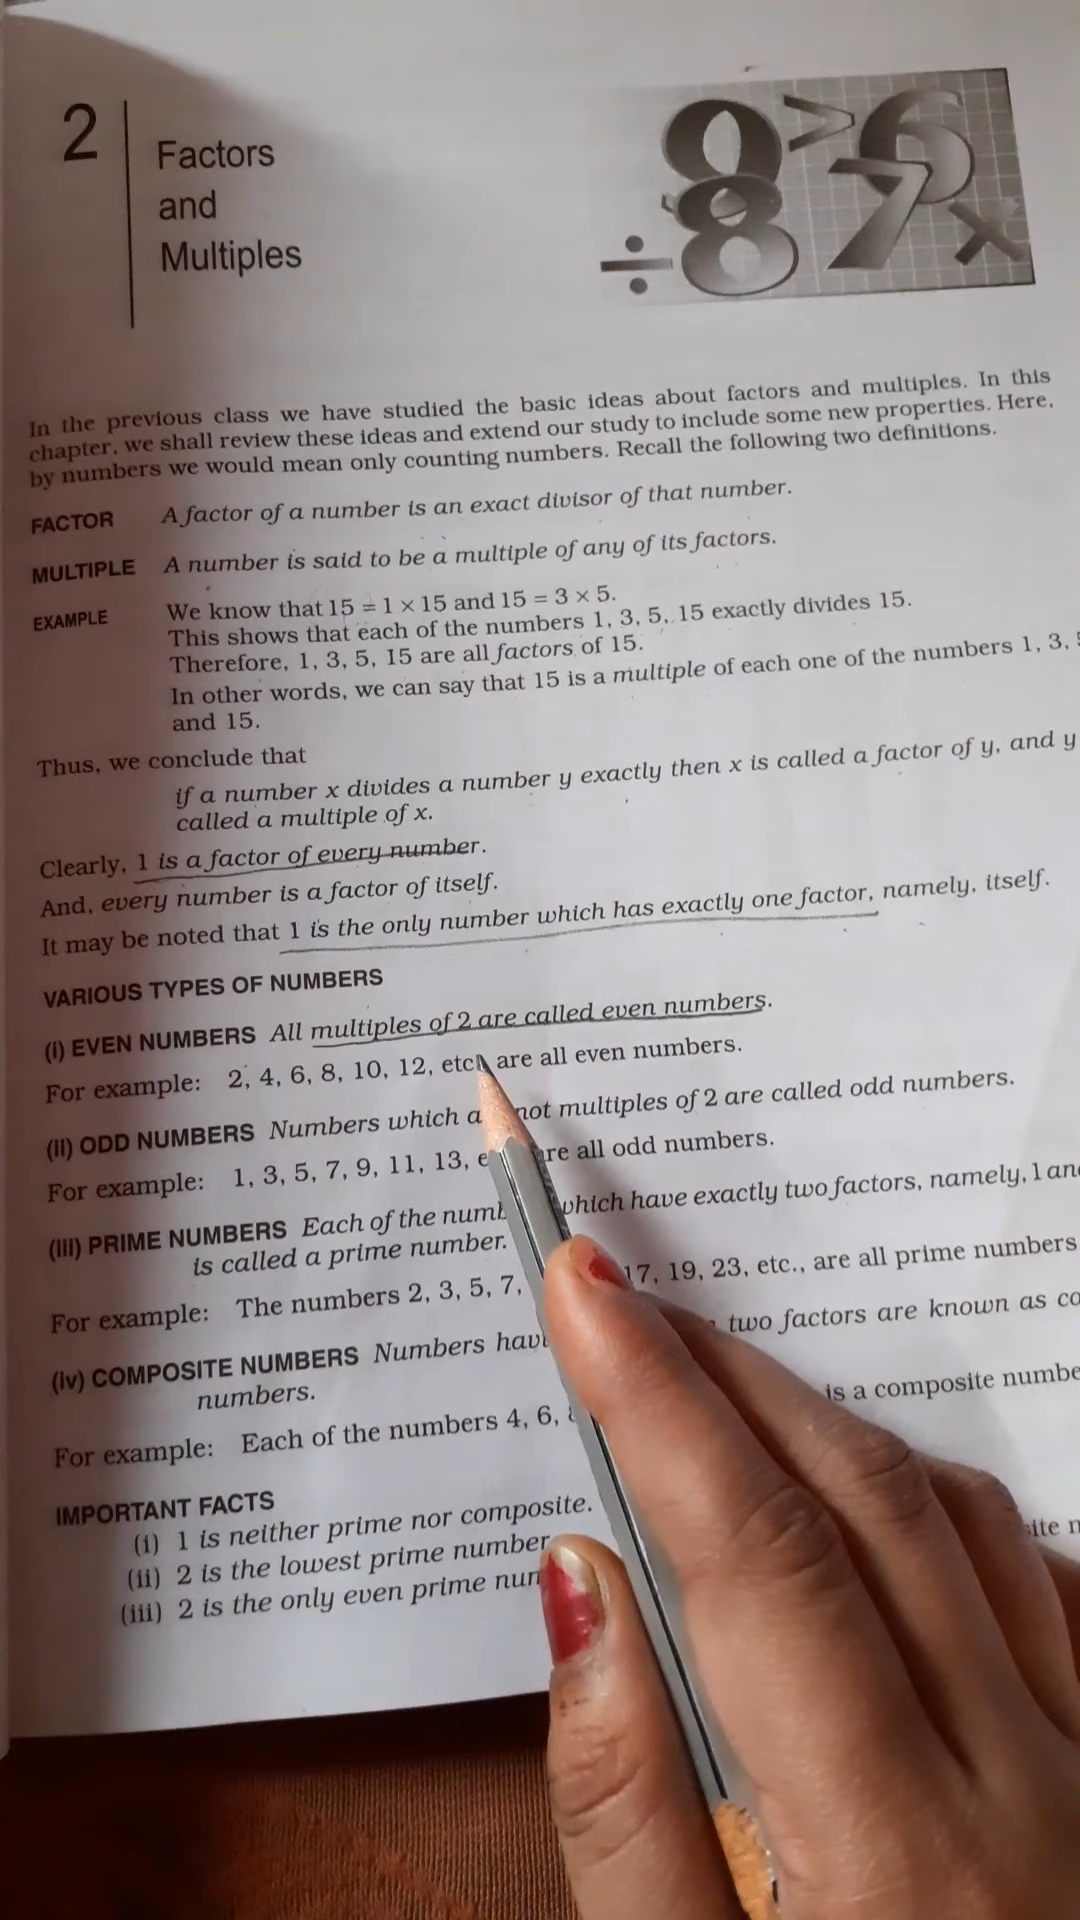 2
Factors
and
Multiples
In the previous class we have studied the basic ideas about factors and multiples. In this
chapter, we shall review these ideas and extend our study to include some new properties. Here,
by numbers we would mean only counting numbers. Recall the following two definitions.
FACTOR A factor of a number is an exact divisor of that number.
MULTIPLE A number is said to be a multiple of any of its factors.
EXAMPLE We know that 15 = 1 × 15 and 15 = 3 × 5.
This shows that each of the numbers 1, 3, 5, 15 exactly divides 15.
Therefore, 1, 3, 5, 15 are all factors of 15.
In other words, we can say that 15 is a multiple of each one of the numbers 1, 3, 5
and 15.
Thus, we conclude that
if a number x divides a number y exactly then x is called a factor of y, and y
called a multiple of x.
Clearly, 1 is a factor of every number.
And, every number is a factor of itself.
It may be noted that 1 is the only number which has exactly one factor, namely, itself.
VARIOUS TYPES OF NUMBERS
(i) EVEN NUMBERS All multiples of 2 are called even numbers.
For example: 2, 4, 6, 8, 10, 12, etc. are all even numbers.
(ii) ODD NUMBERS Numbers which not multiples of 2 are called odd numbers.
For example: 1, 3, 5, 7, 9, 11, 13, all odd numbers.
(iii) PRIME NUMBERS Each of the which have exactly two factors, namely, 1
is called a prime number.
For example: The numbers 2, 3, 5, 7, 17, 19, 23, etc., are all prime numbers
(iv) COMPOSITE NUMBERS Numbers two factors are known as
numbers.
For example: Each of the numbers 4, 6, is a composite
IMPORTANT FACTS
(i) 1 is neither prime nor composite.
(ii) 2 is the lowest prime number
(iii) 2 is the only even prime
÷ 0 8 > 6 7 ×